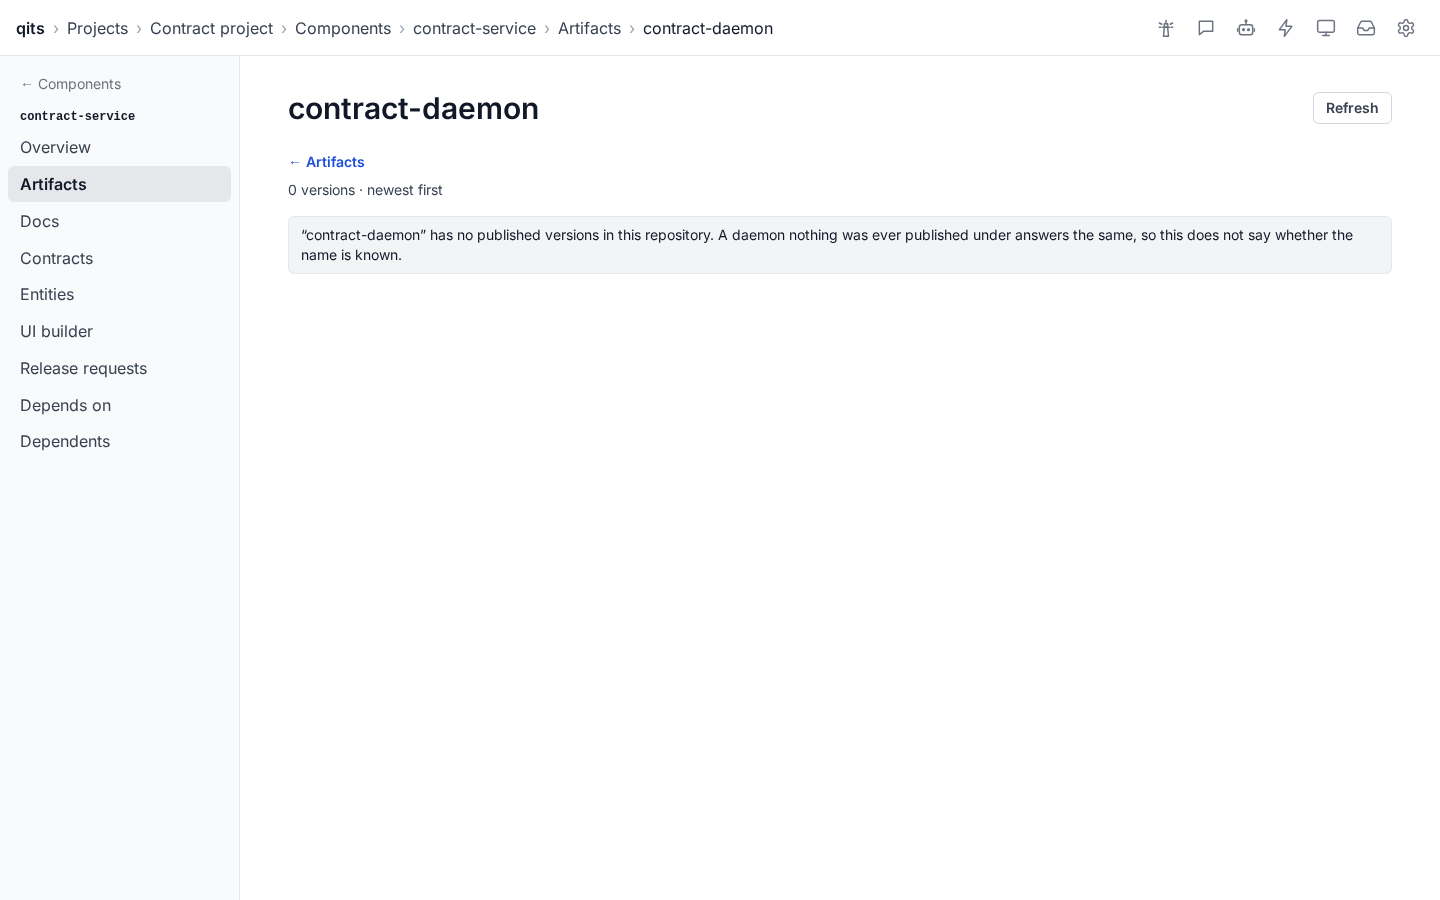 qits › Projects › Contract project › Components › contract-service › Artifacts › contract-daemon
← Components
contract-service
Overview
Artifacts
Docs
Contracts
Entities
UI builder
Release requests
Depends on
Dependents
contract-daemon
Refresh
← Artifacts
0 versions · newest first
“contract-daemon” has no published versions in this repository. A daemon nothing was ever published under answers the same, so this does not say whether the
name is known.